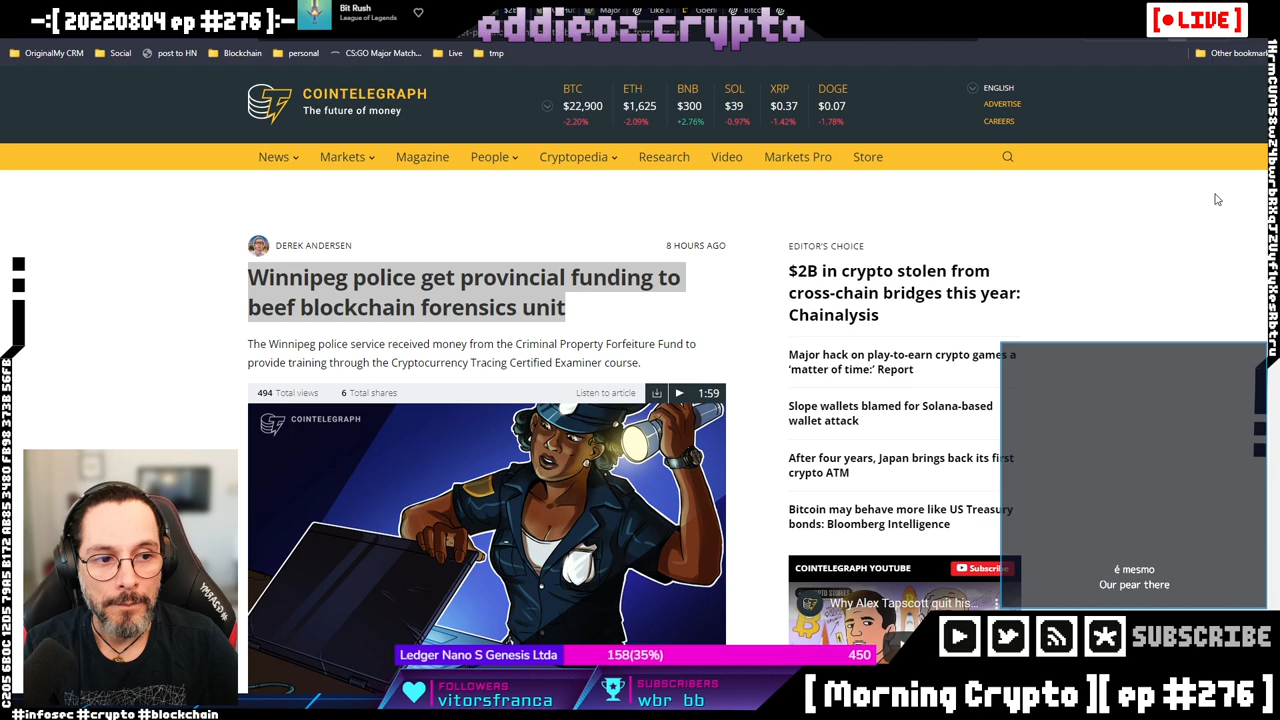 -:[ 20220804 ep #276 ]:-
Bit Rush
League of Legends
eddieoz.crypto
[ LIVE ]
OriginalMy CRM
Social
post to HN
Blockchain
personal
CS:GO Major Match...
Live
tmp
Other bookmar
COINTELEGRAPH
The future of money
BTC ETH BNB SOL XRP DOGE
$22,900 $1,625 $300 $39 $0.37 $0.07
-2.20% -2.09% +2.76% -0.97% -1.42% -1.78%
ENGLISH
ADVERTISE
CAREERS
News Markets Magazine People Cryptopedia Research Video Markets Pro Store
DEREK ANDERSEN
8 HOURS AGO
Winnipeg police get provincial funding to
beef blockchain forensics unit
The Winnipeg police service received money from the Criminal Property Forfeiture Fund to
provide training through the Cryptocurrency Tracing Certified Examiner course.
494 Total views
6 Total shares
Listen to article
1:59
COINTELEGRAPH
EDITOR'S CHOICE
$2B in crypto stolen from
cross-chain bridges this year:
Chainalysis
Major hack on play-to-earn crypto games a
‘matter of time:’ Report
Slope wallets blamed for Solana-based
wallet attack
After four years, Japan brings back its first
crypto ATM
Bitcoin may behave more like US Treasury
bonds: Bloomberg Intelligence
COINTELEGRAPH YOUTUBE
Subscribe
Why Alex Tapscott quit his...
é mesmo
Our pear there
Ledger Nano S Genesis Ltda
158(35%)
450
FOLLOWERS
vitorsfranca
SUBSCRIBERS
wbr_bb
SUBSCRIBE
[ Morning Crypto ][ ep #276 ]
#infosec #crypto #blockchain